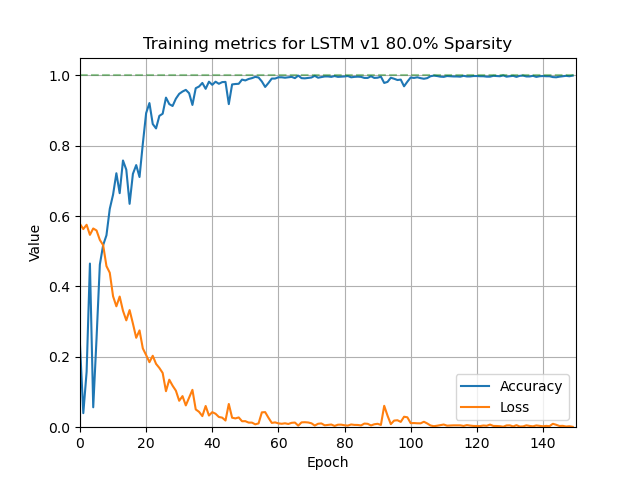 Training metrics for LSTM v1 80.0% Sparsity
Value
1.0
0.8
0.6
0.4
0.2
0.0
0 20 40 60 80 100 120 140
Epoch
Accuracy
Loss